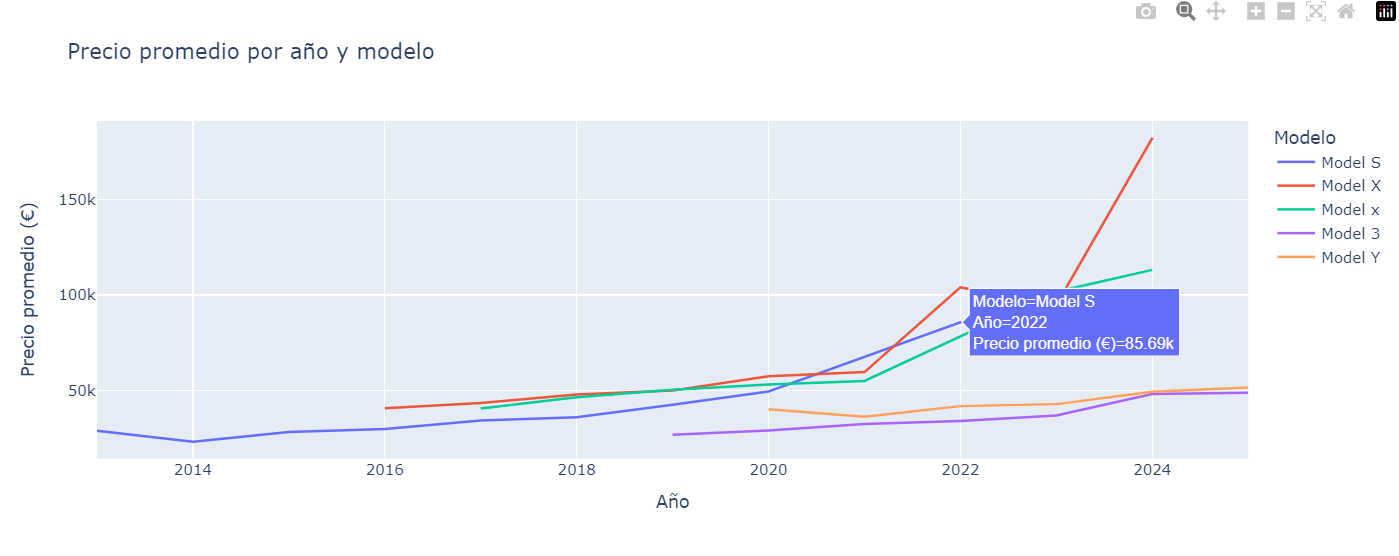 Precio promedio por año y modelo
Precio promedio (€)
150k
100k
50k
2014
2016
2018
2020
2022
2024
Año
Modelo
Model S
Model X
Model x
Model 3
Model Y
Modelo=Model S
Año=2022
Precio promedio (€)=85.69k